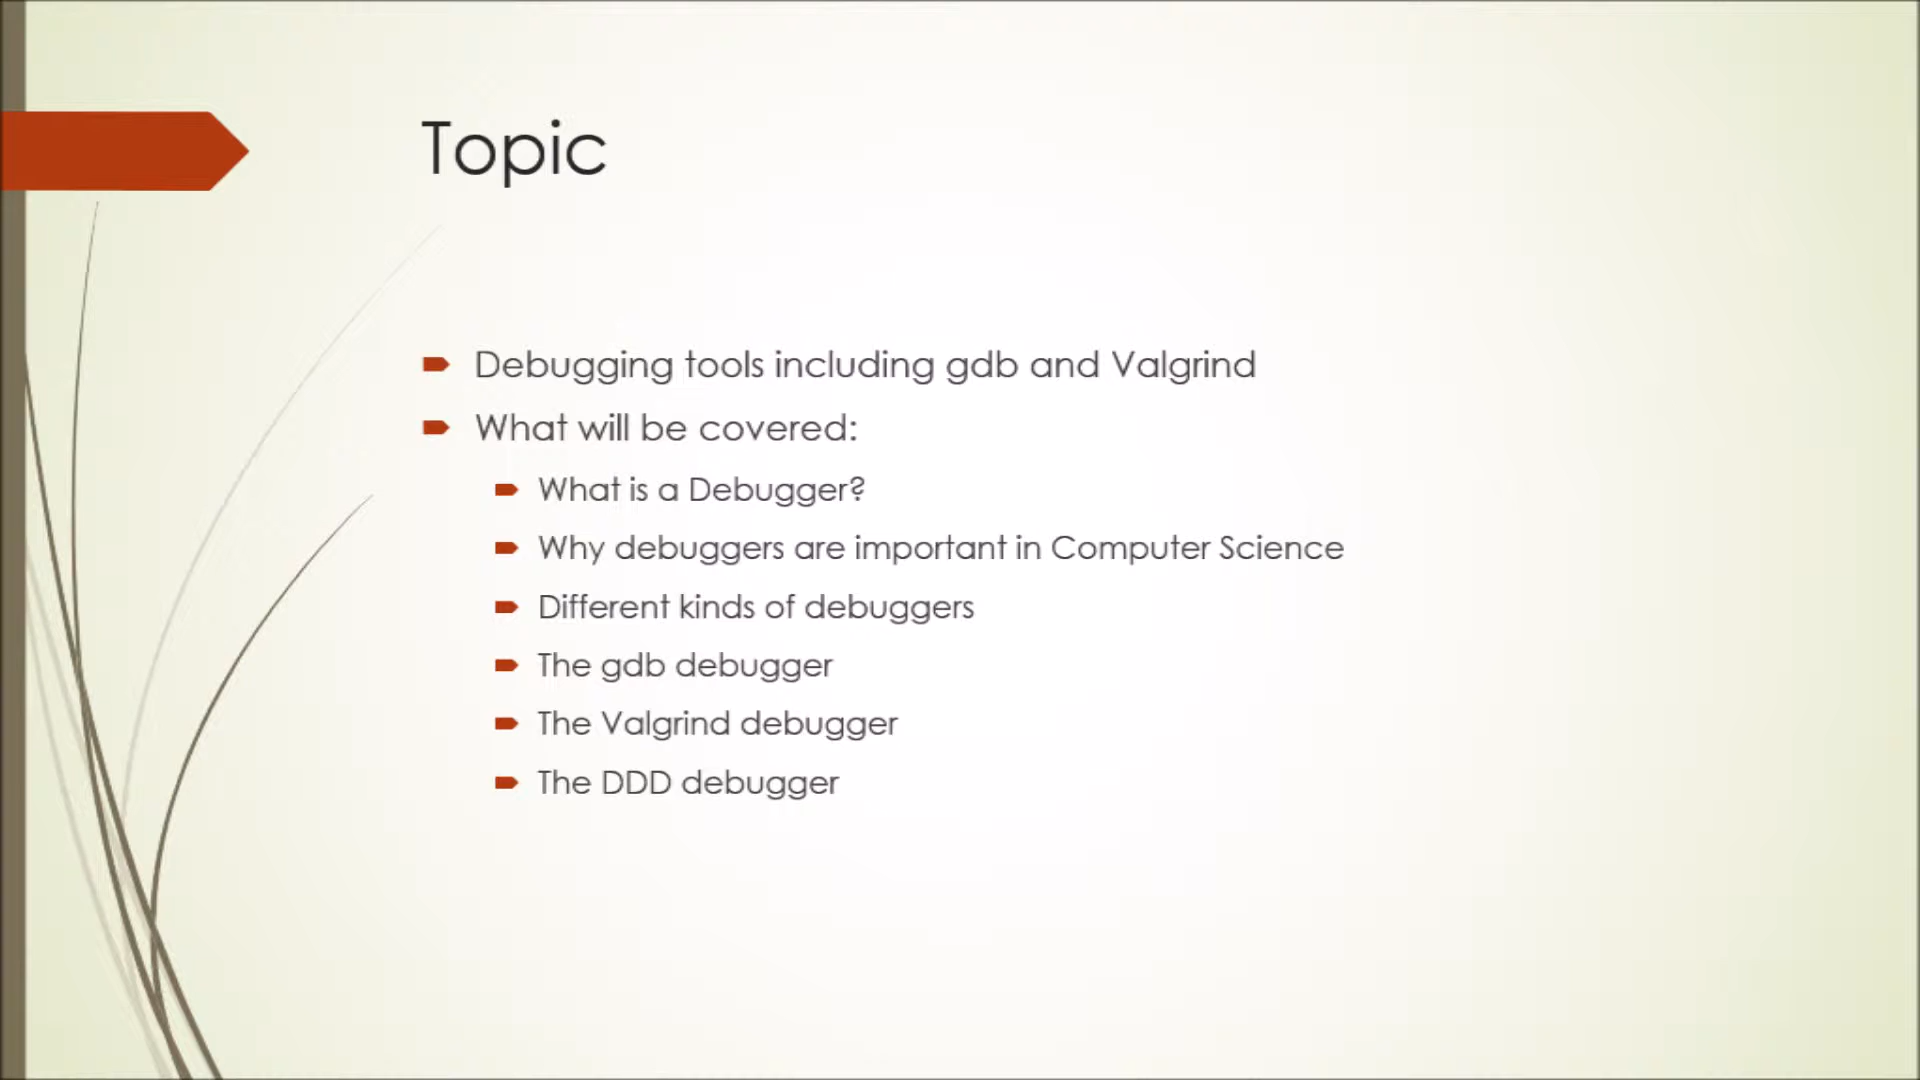 Topic
Debugging tools including gdb and Valgrind
What will be covered:
What is a Debugger?
Why debuggers are important in Computer Science
Different kinds of debuggers
The gdb debugger
The Valgrind debugger
The DDD debugger